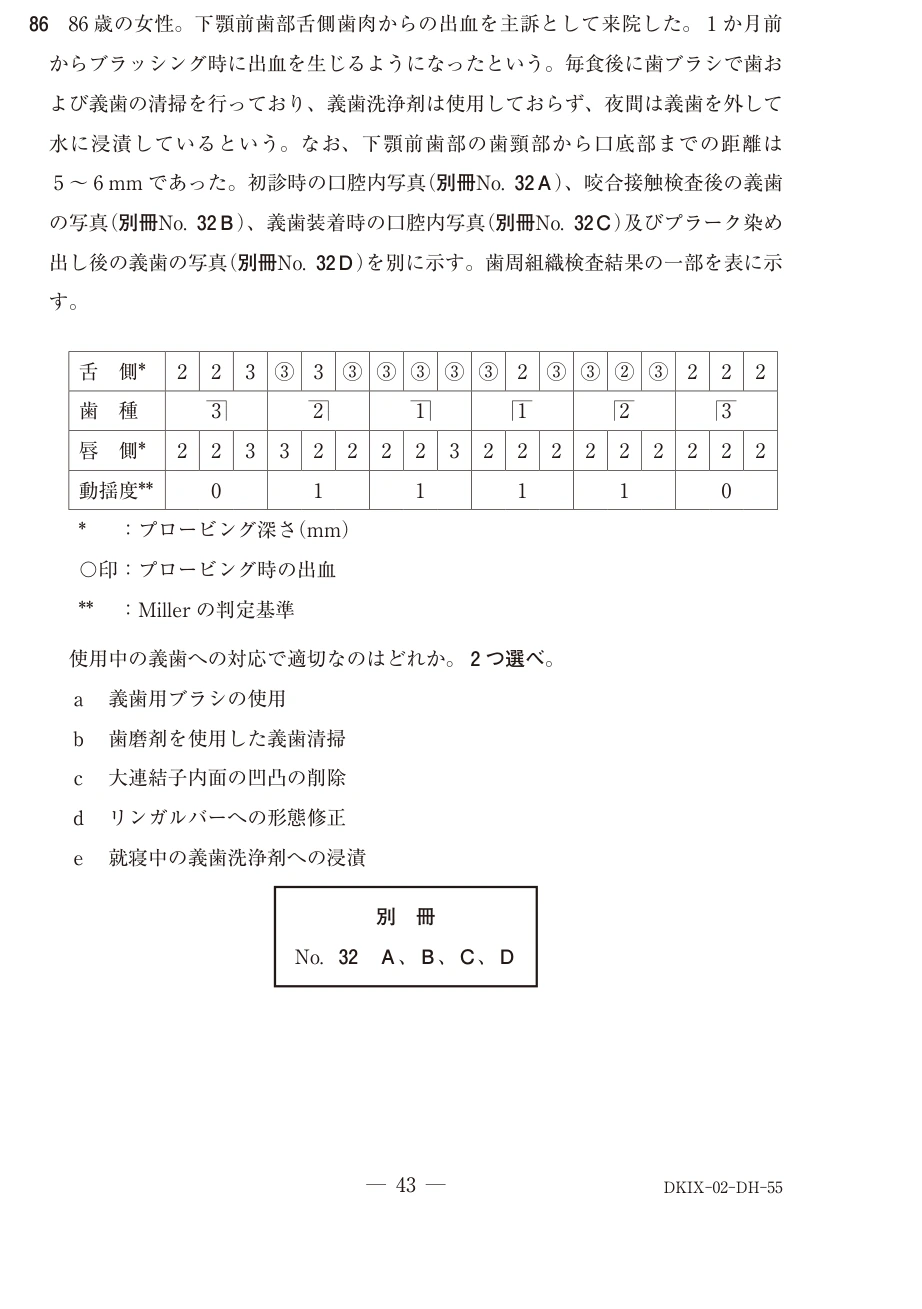 86 86歳の女性。下顎前歯部舌側歯肉からの出血を主訴として来院した。1か月前
からブラッシング時に出血を生じるようになったという。毎食後に歯ブラシで歯お
よび義歯の清掃を行っており、義歯洗浄剤は使用しておらず、夜間は義歯を外して
水に浸漬しているという。なお、下顎前歯部の歯頸部から口底部までの距離は
5~6mmであった。初診時の口腔内写真(別冊No. 32A)、咬合接触検査後の義歯
の写真(別冊No. 32B)、義歯装着時の口腔内写真(別冊No. 32C)及びプラーク染め
出し後の義歯の写真(別冊No. 32D)を別に示す。歯周組織検査結果の一部を表に示
す。
舌 側* 2 2 3 ③ 3 ③ ③ ③ ③ ③ 2 ③ ③ ② ③ 2 2 2
歯 種 3 2 1 1 2 3
唇 側* 2 2 3 3 2 2 2 2 3 2 2 2 2 2 2 2 2 2
動揺度** 0 1 1 1 1 0
* :プロービング深さ(mm)
○印:プロービング時の出血
** :Millerの判定基準
使用中の義歯への対応で適切なのはどれか。2つ選べ。
a 義歯用ブラシの使用
b 歯磨剤を使用した義歯清掃
c 大連結子内面の凹凸の削除
d リンガルバーへの形態修正
e 就寝中の義歯洗浄剤への浸漬
別 冊
No. 32 A、B、C、D
— 43 —
DKIX-02-DH-55